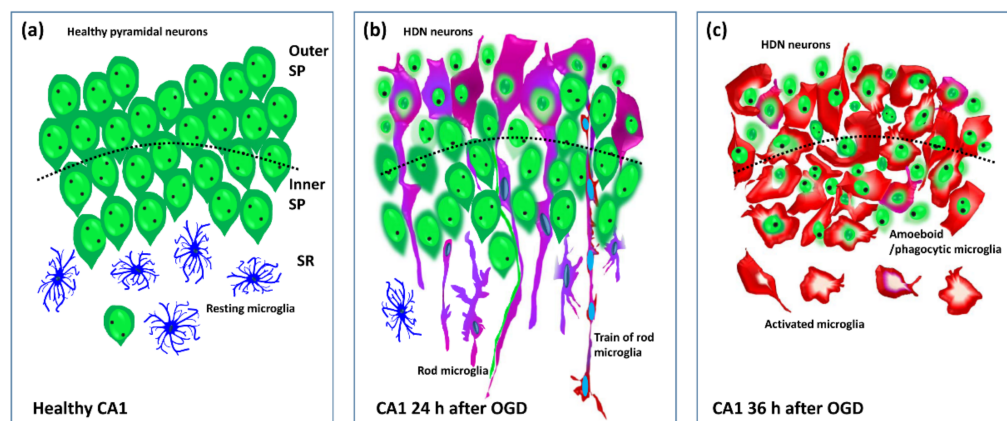 (a)
Healthy pyramidal neurons
Outer
SP
Inner
SP
SR
Resting microglia
Healthy CA1
(b)
HDN neurons
Rod microglia
Train of rod
microglia
CA1 24 h after OGD
(c)
HDN neurons
Amoeboid
/phagocytic microglia
Activated microglia
CA1 36 h after OGD